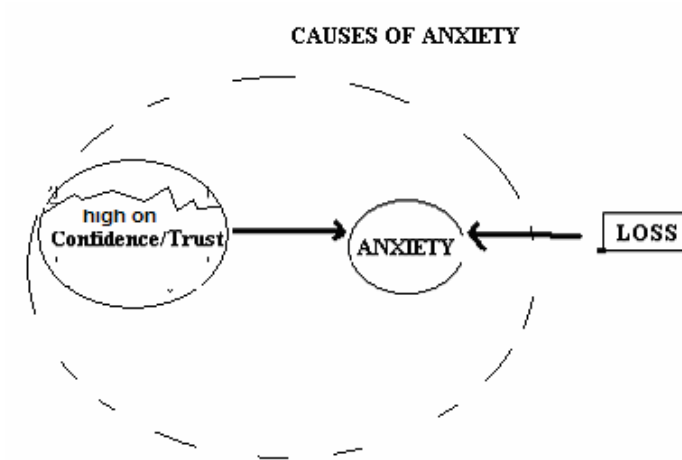 CAUSES OF ANXIETY
high on
Confidence/Trust
ANXIETY
LOSS